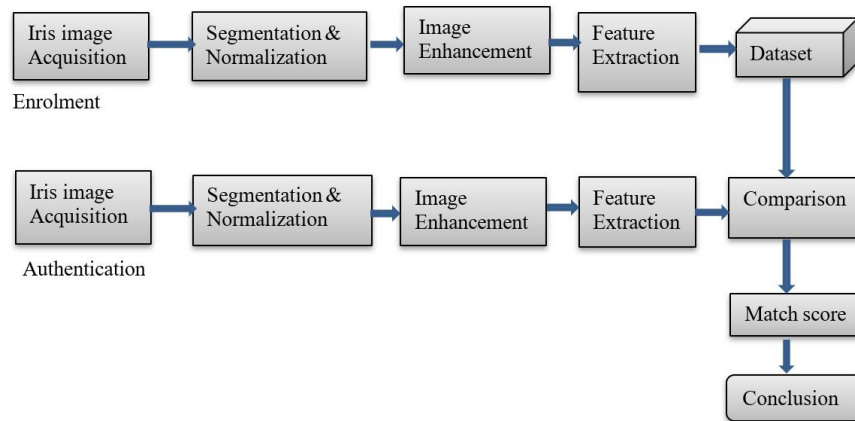 Iris image
Acquisition
Segmentation &
Normalization
Image
Enhancement
Feature
Extraction
Dataset
Enrolment
Iris image
Acquisition
Segmentation &
Normalization
Image
Enhancement
Feature
Extraction
Comparison
Authentication
Match score
Conclusion